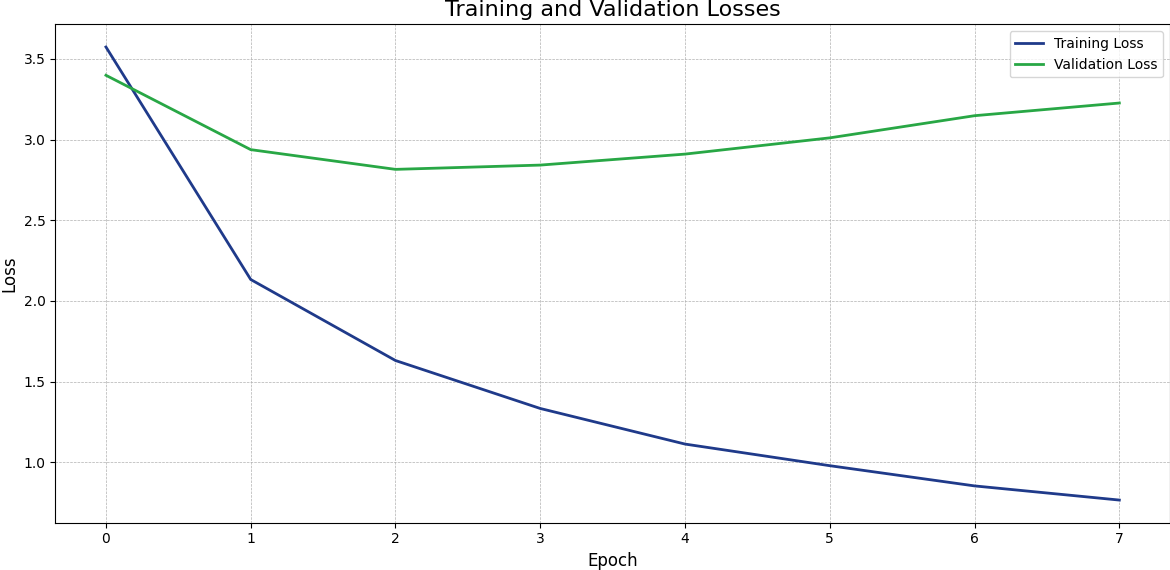 Training and Validation Losses
Training Loss
Validation Loss
3.5
3.0
2.5
2.0
1.5
1.0
Loss
0 1 2 3 4 5 6 7
Epoch